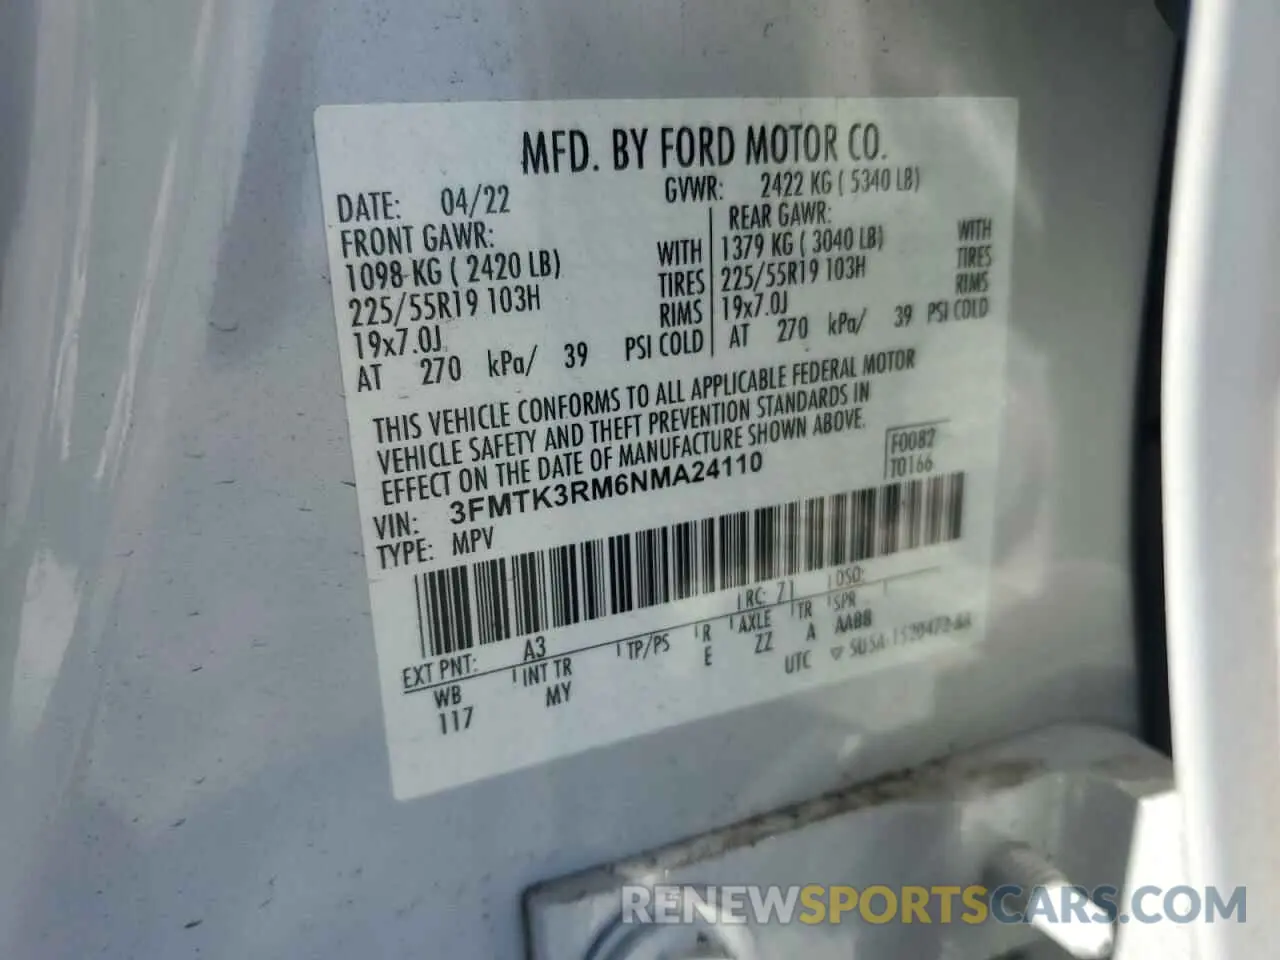 MFD. BY FORD MOTOR CO.
DATE: 04/22 GVWR: 2422 KG ( 5340 LB)
FRONT GAWR: REAR GAWR:
1098 KG ( 2420 LB) WITH 1379 KG ( 3040 LB) WITH
225/55R19 103H TIRES 225/55R19 103H TIRES
19x7.0J RIMS 19x7.0J RIMS
AT 270 kPa/ 39 PSI COLD AT 270 kPa/ 39 PSI COLD
THIS VEHICLE CONFORMS TO ALL APPLICABLE FEDERAL MOTOR
VEHICLE SAFETY AND THEFT PREVENTION STANDARDS IN
EFFECT ON THE DATE OF MANUFACTURE SHOWN ABOVE.
F0082
T0166
VIN: 3FMTK3RM6NMA24110
TYPE: MPV
EXT PNT: A3 RC: 71 DSO:
WB INT TR TP/PS R AXLE TR SPR
117 MY E ZZ A AABB
UTC ▽ SU5A-1520472-BA
RENEWSPORTSCARS.COM